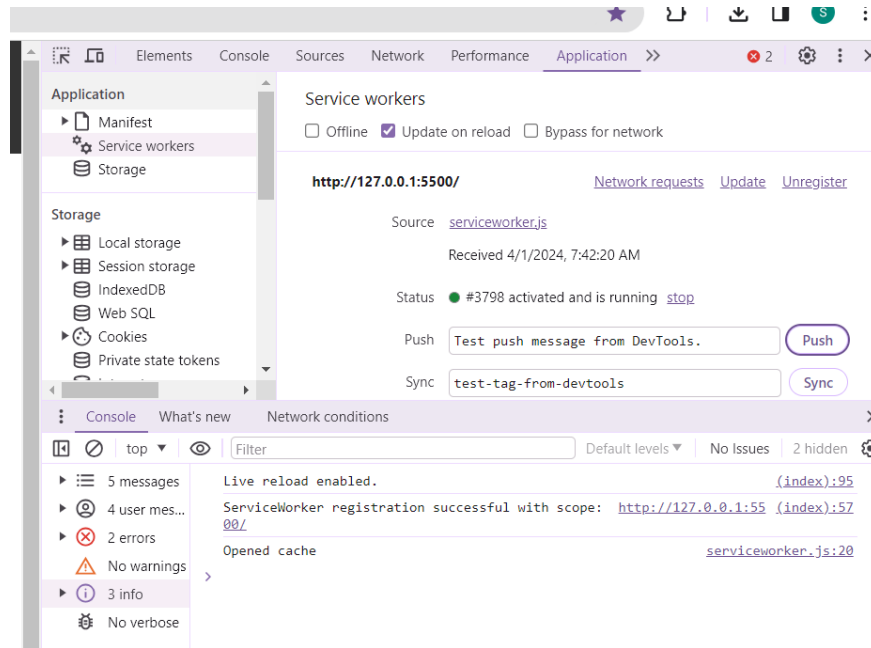 S
Elements Console Sources Network Performance Application 2
Application
Manifest
Service workers
Storage
Storage
Local storage
Session storage
IndexedDB
Web SQL
Cookies
Private state tokens
Service workers
Offline Update on reload Bypass for network
http://127.0.0.1:5500/ Network requests Update Unregister
Source serviceworker.js
Received 4/1/2024, 7:42:20 AM
Status #3798 activated and is running stop
Push Test push message from DevTools. Push
Sync test-tag-from-devtools Sync
Console What's new Network conditions
top Filter Default levels No Issues 2 hidden
5 messages
4 user mes...
2 errors
No warnings
3 info
No verbose
Live reload enabled. (index):95
ServiceWorker registration successful with scope: http://127.0.0.1:55 (index):57
00/
Opened cache serviceworker.js:20